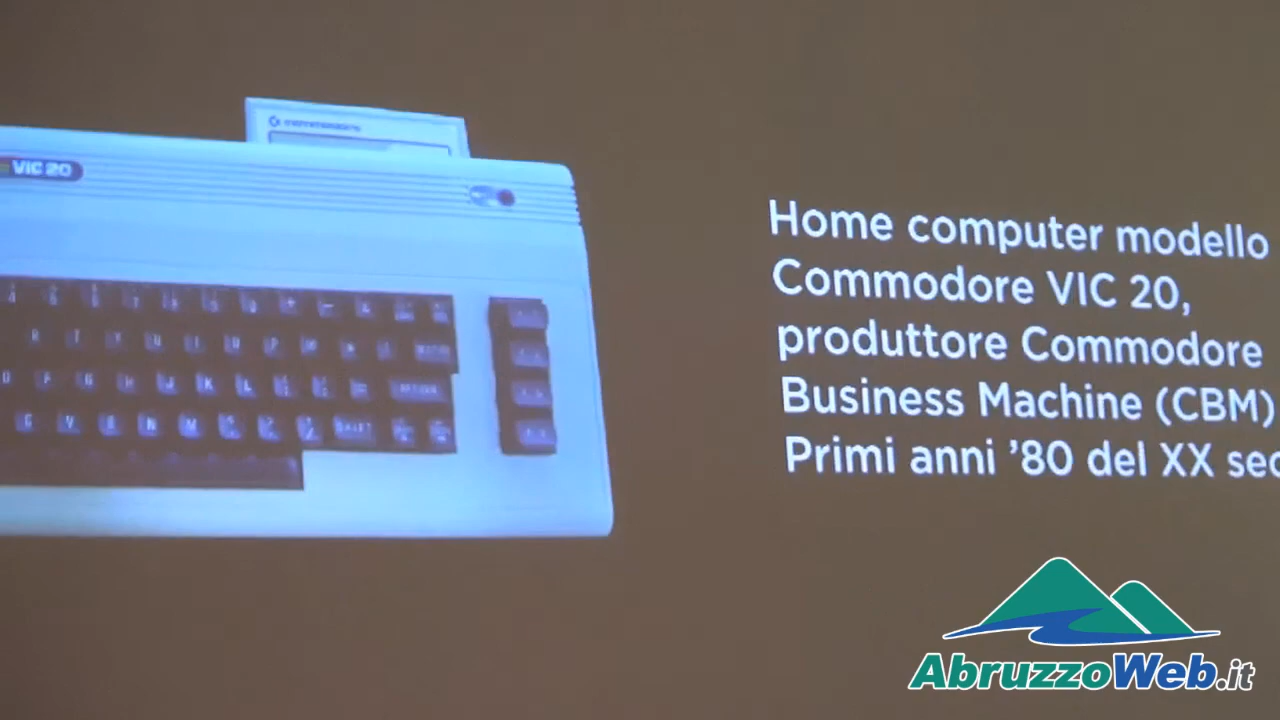 commodore
VIC 20
Home computer modello
Commodore VIC 20,
produttore Commodore
Business Machine (CBM)
Primi anni '80 del XX
AbruzzoWeb.it